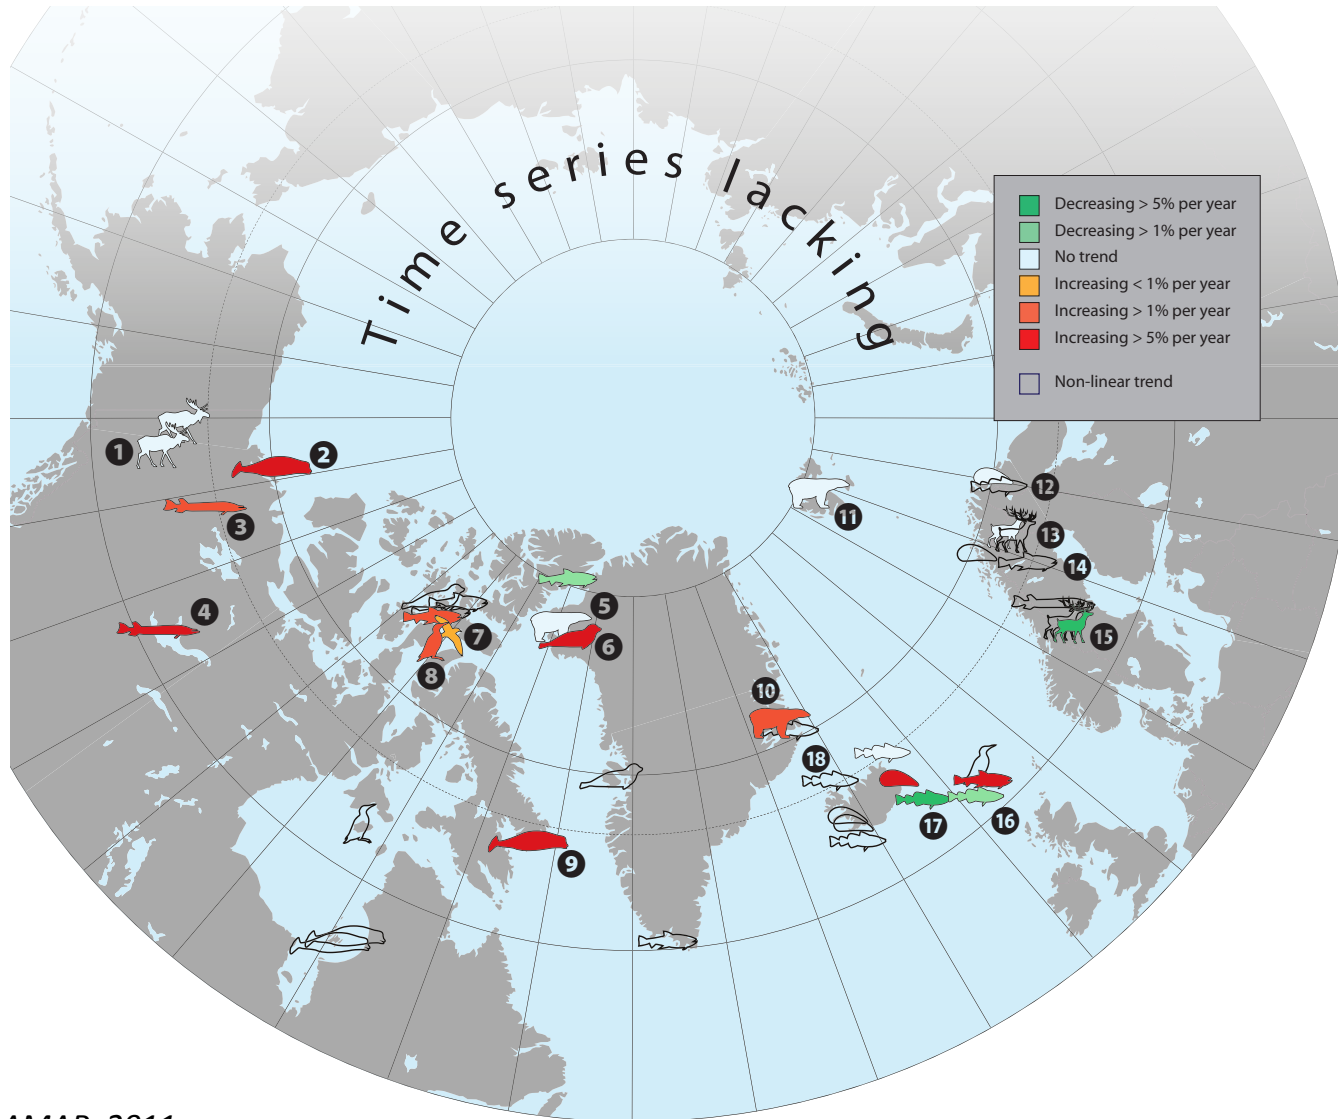 Time series lacking
Decreasing > 5% per year
Decreasing > 1% per year
No trend
Increasing < 1% per year
Increasing > 1% per year
Increasing > 5% per year
Non-linear trend
1
2
3
4
5
6
7
8
9
10
11
12
13
14
15
16
17
18
AMAP, 2011